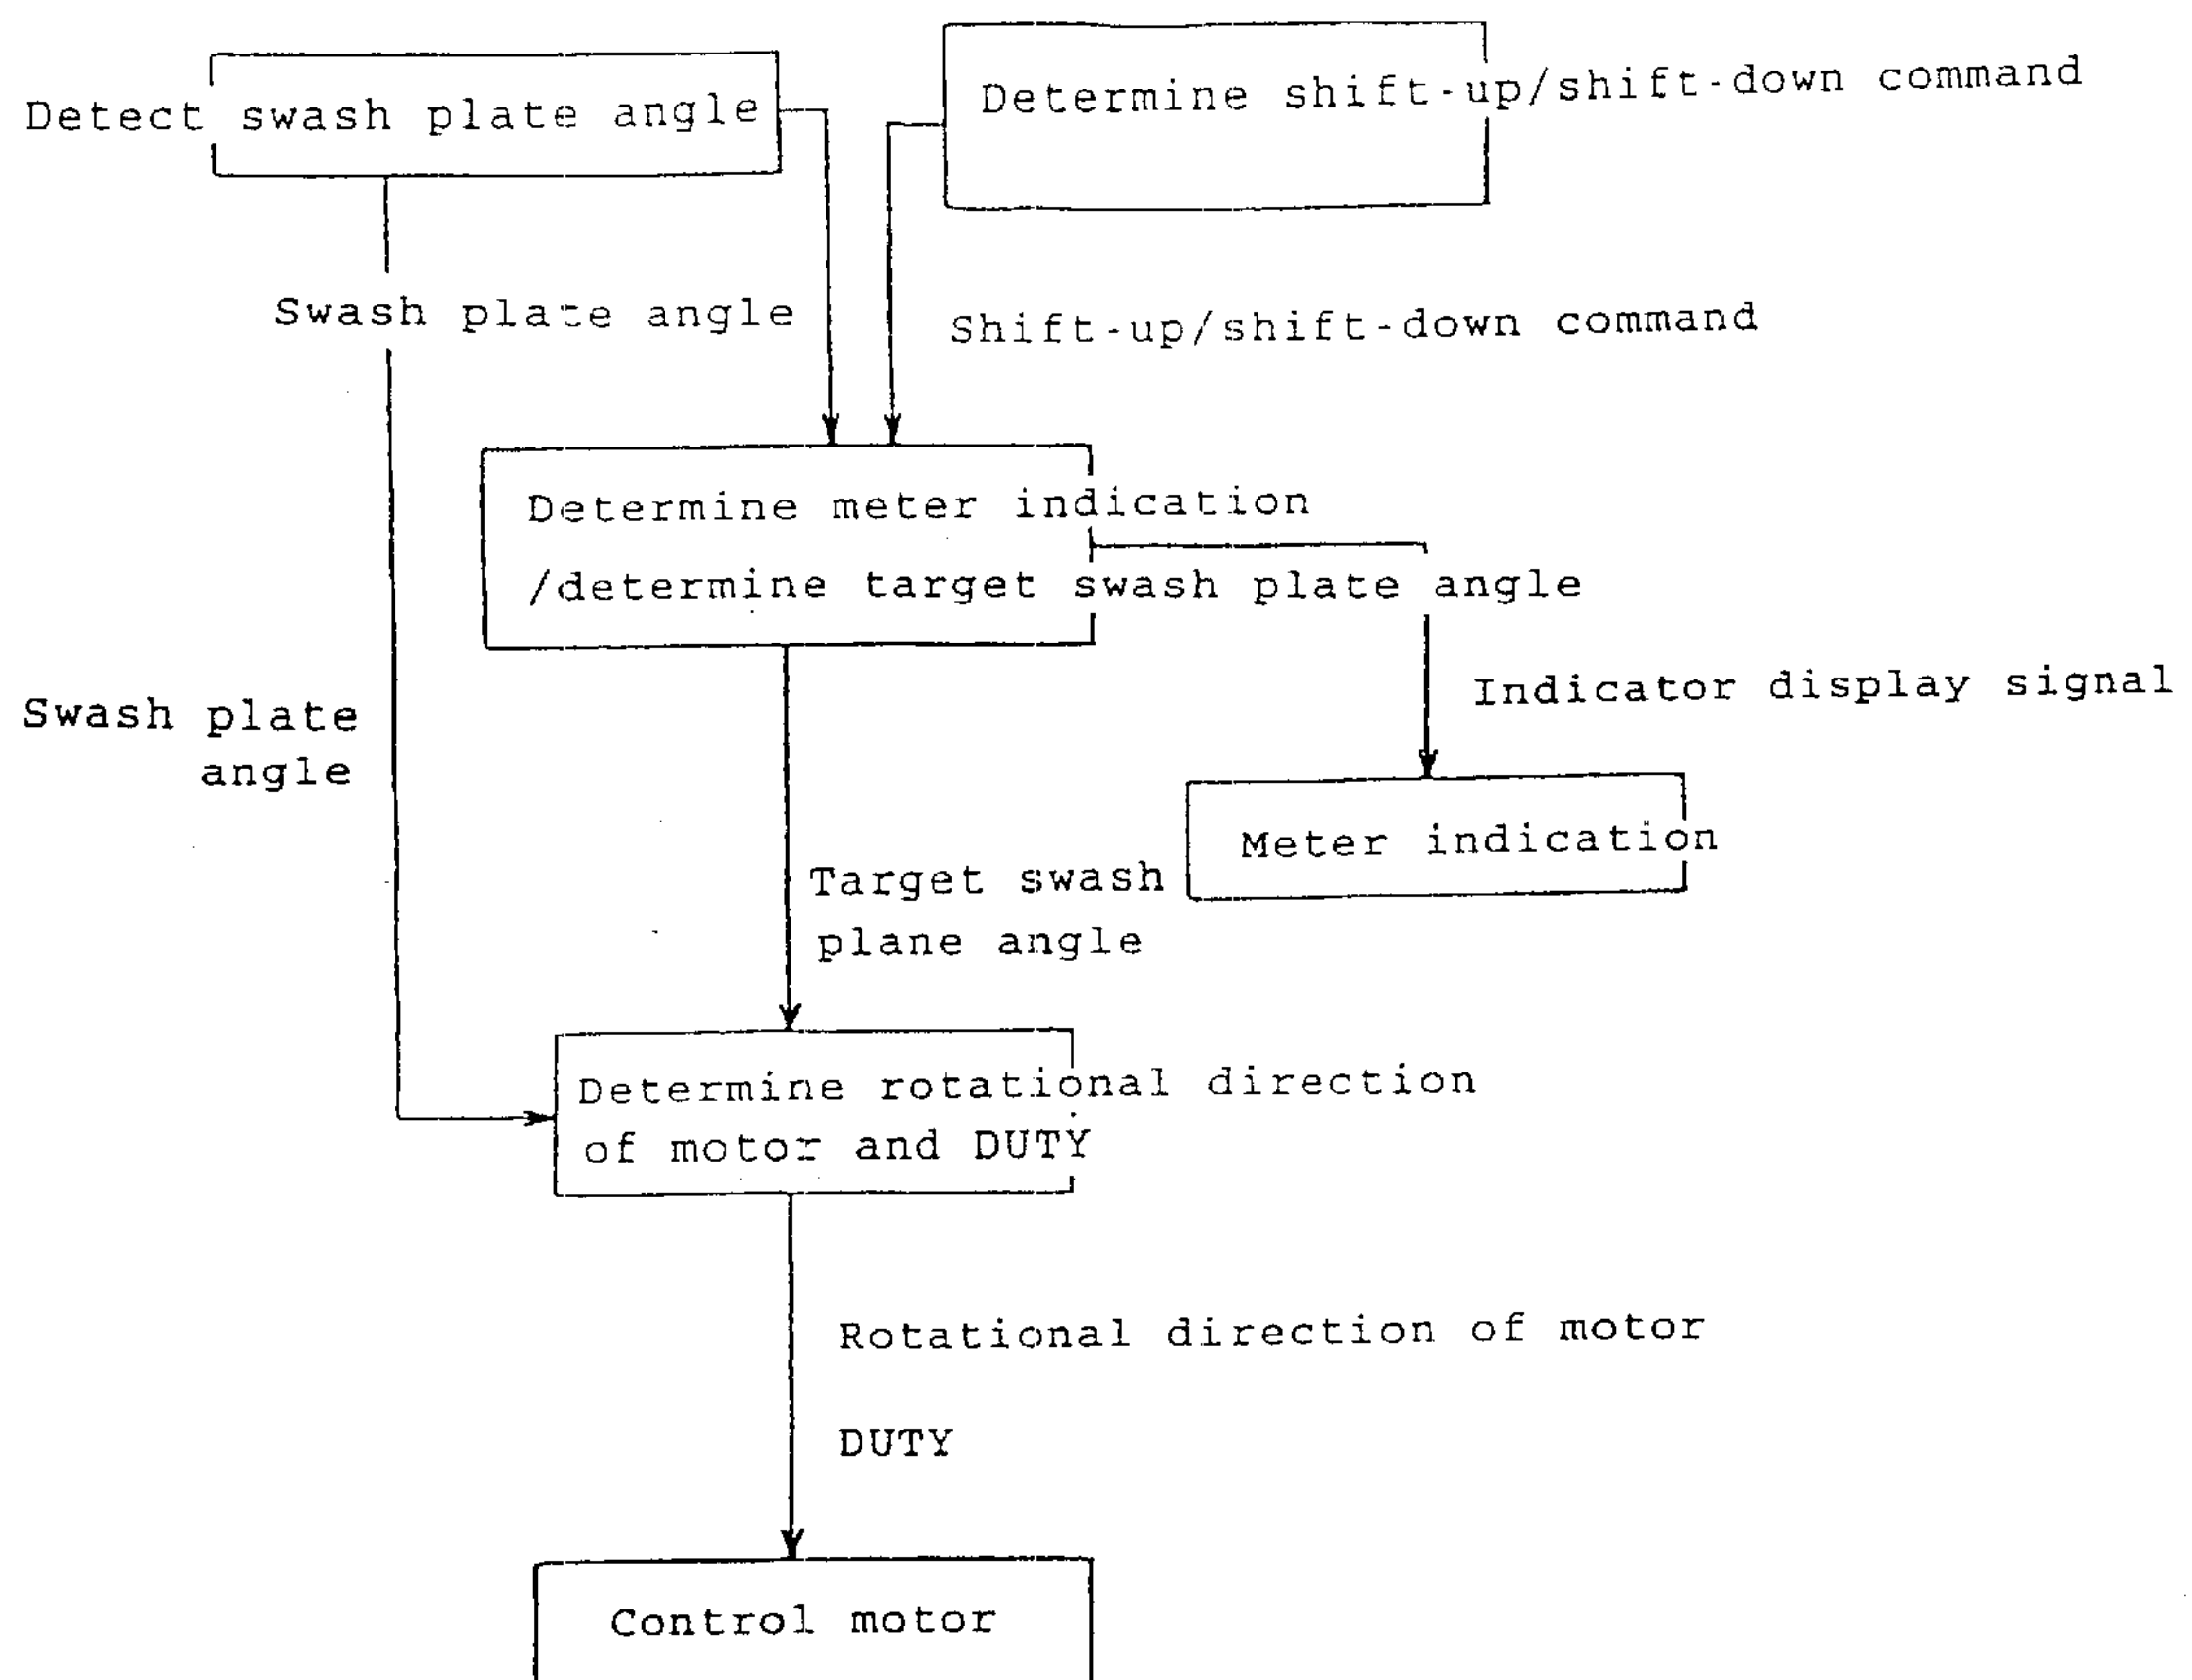 Detect swash plate angle
Determine shift-up/shift-down command
Swash plate angle
Shift-up/shift-down command
Determine meter indication
/determine target swash plate angle
Indicator display signal
Swash plate
angle
Meter indication
Target swash
plane angle
Determine rotational direction
of motor and DUTY
Rotational direction of motor
DUTY
Control motor